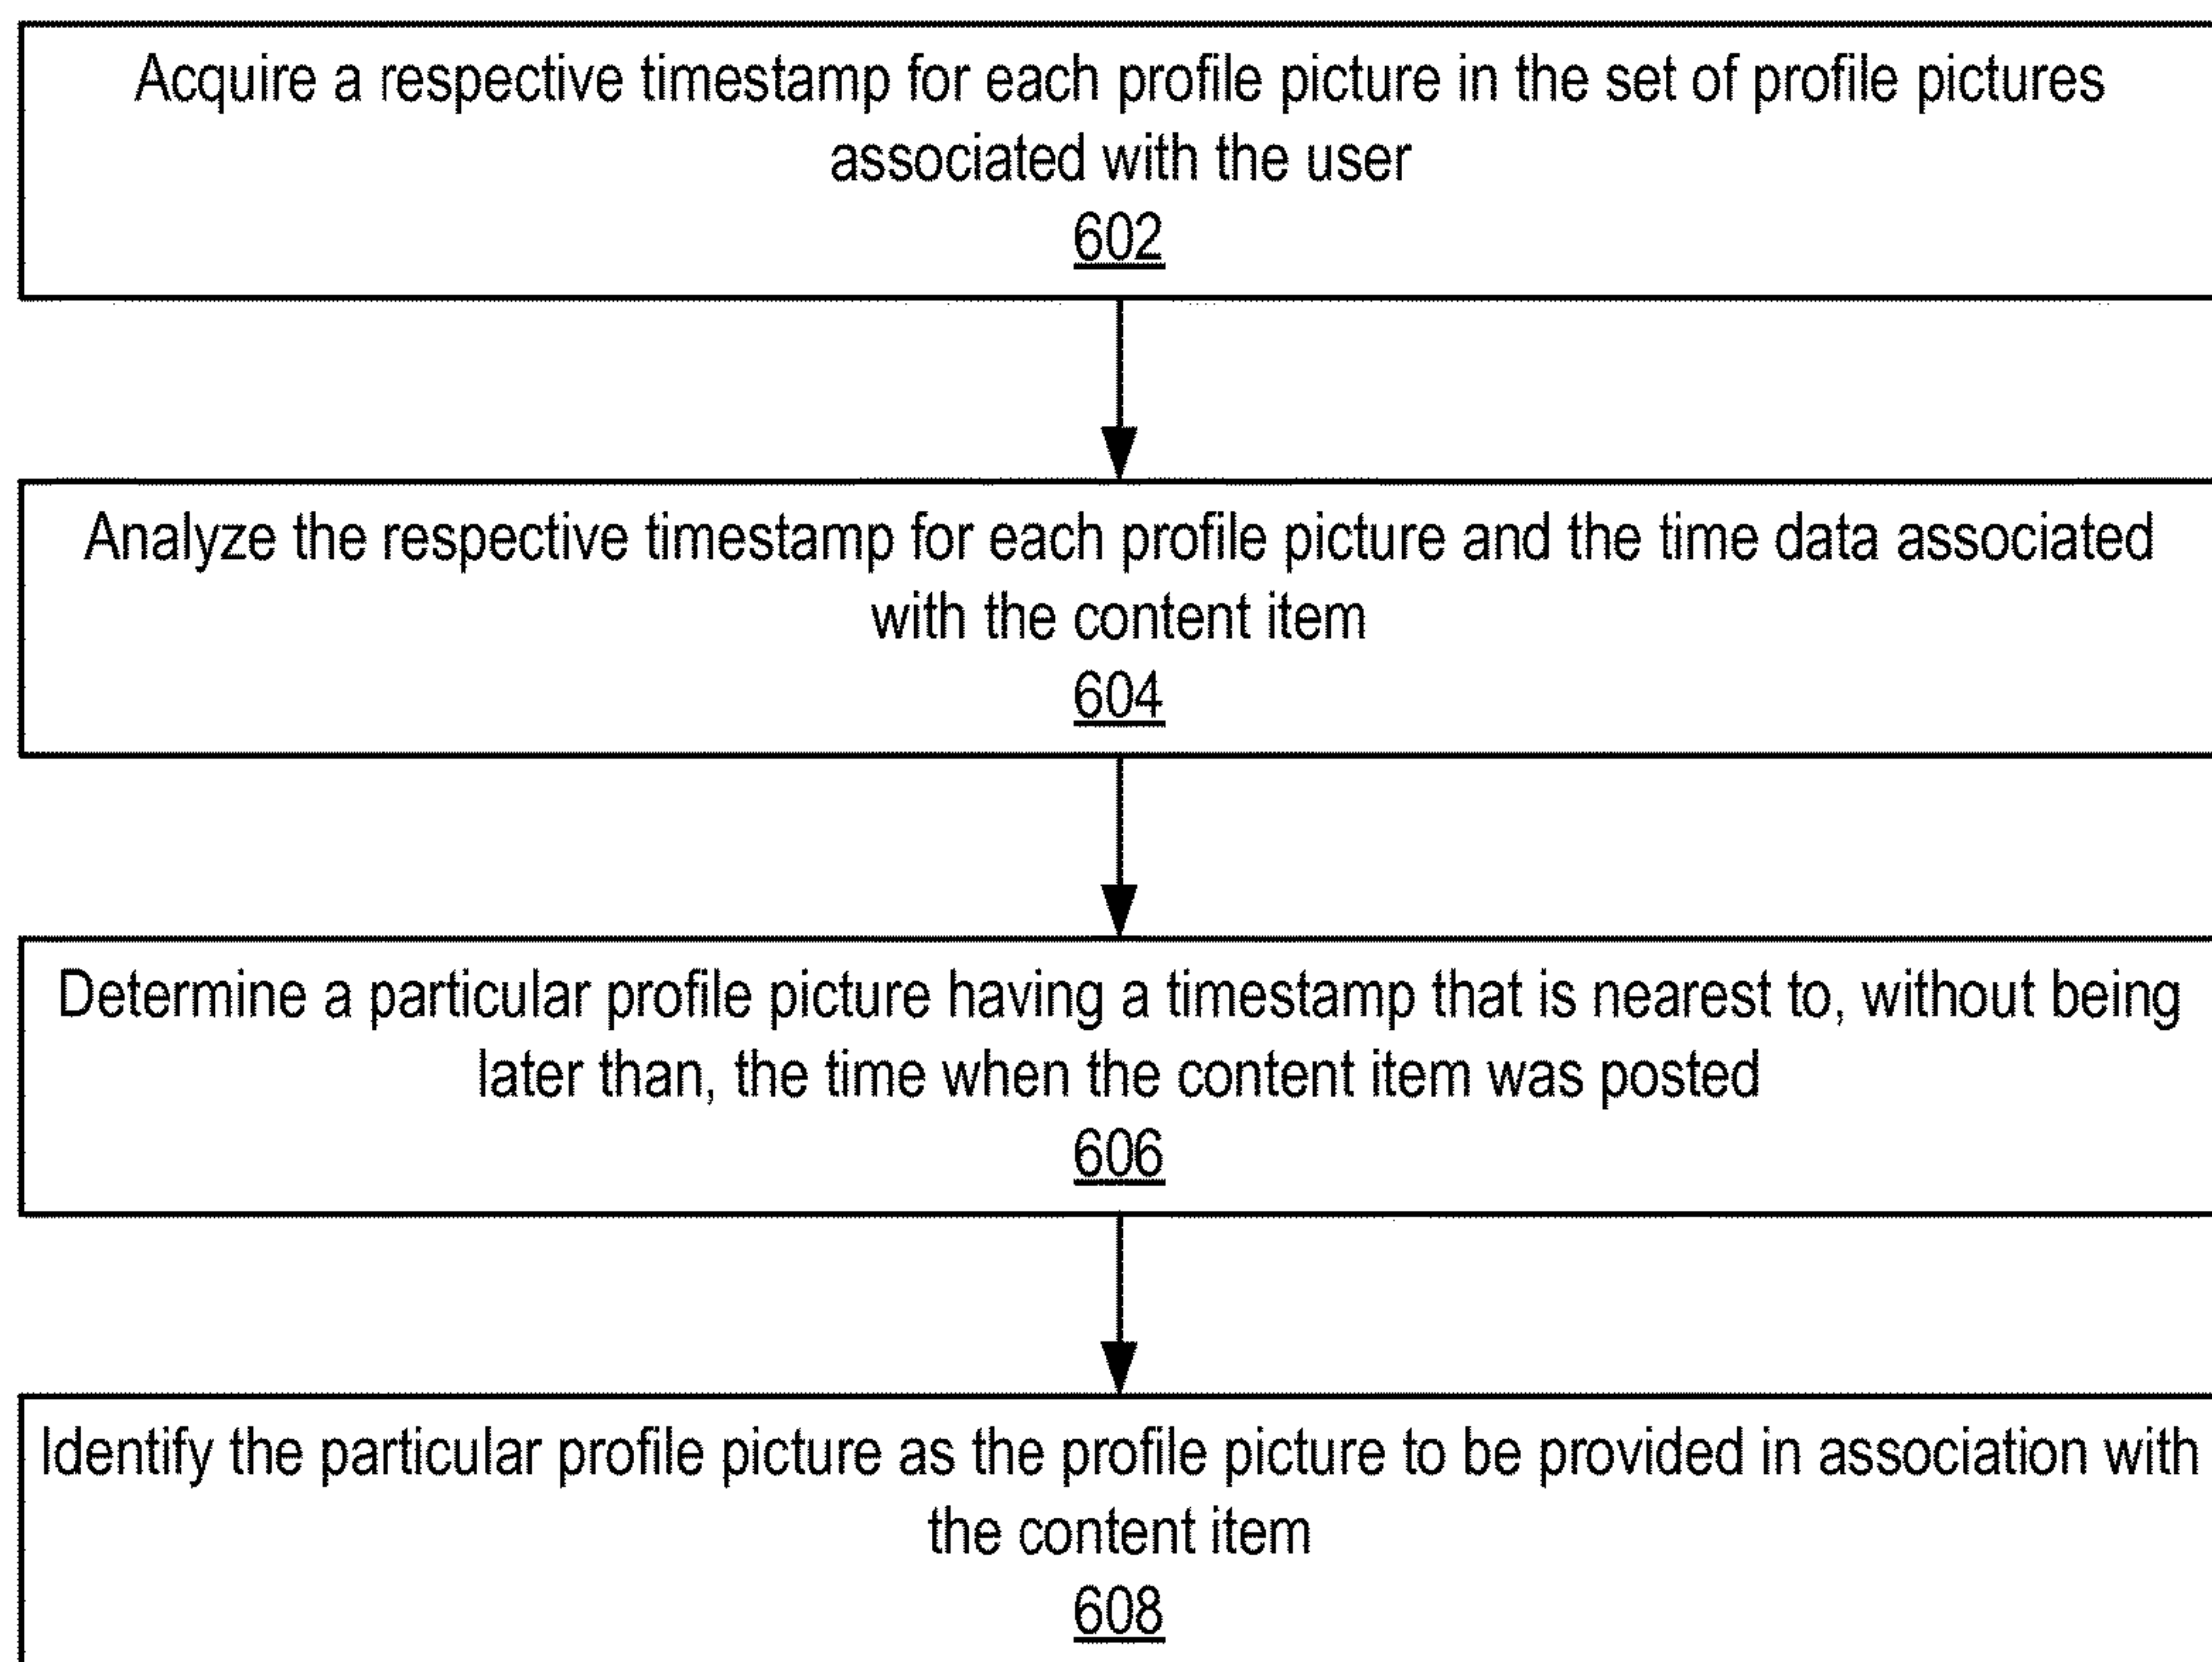 Acquire a respective timestamp for each profile picture in the set of profile pictures
associated with the user
602
Analyze the respective timestamp for each profile picture and the time data associated
with the content item
604
Determine a particular profile picture having a timestamp that is nearest to, without being
later than, the time when the content item was posted
606
Identify the particular profile picture as the profile picture to be provided in association with
the content item
608